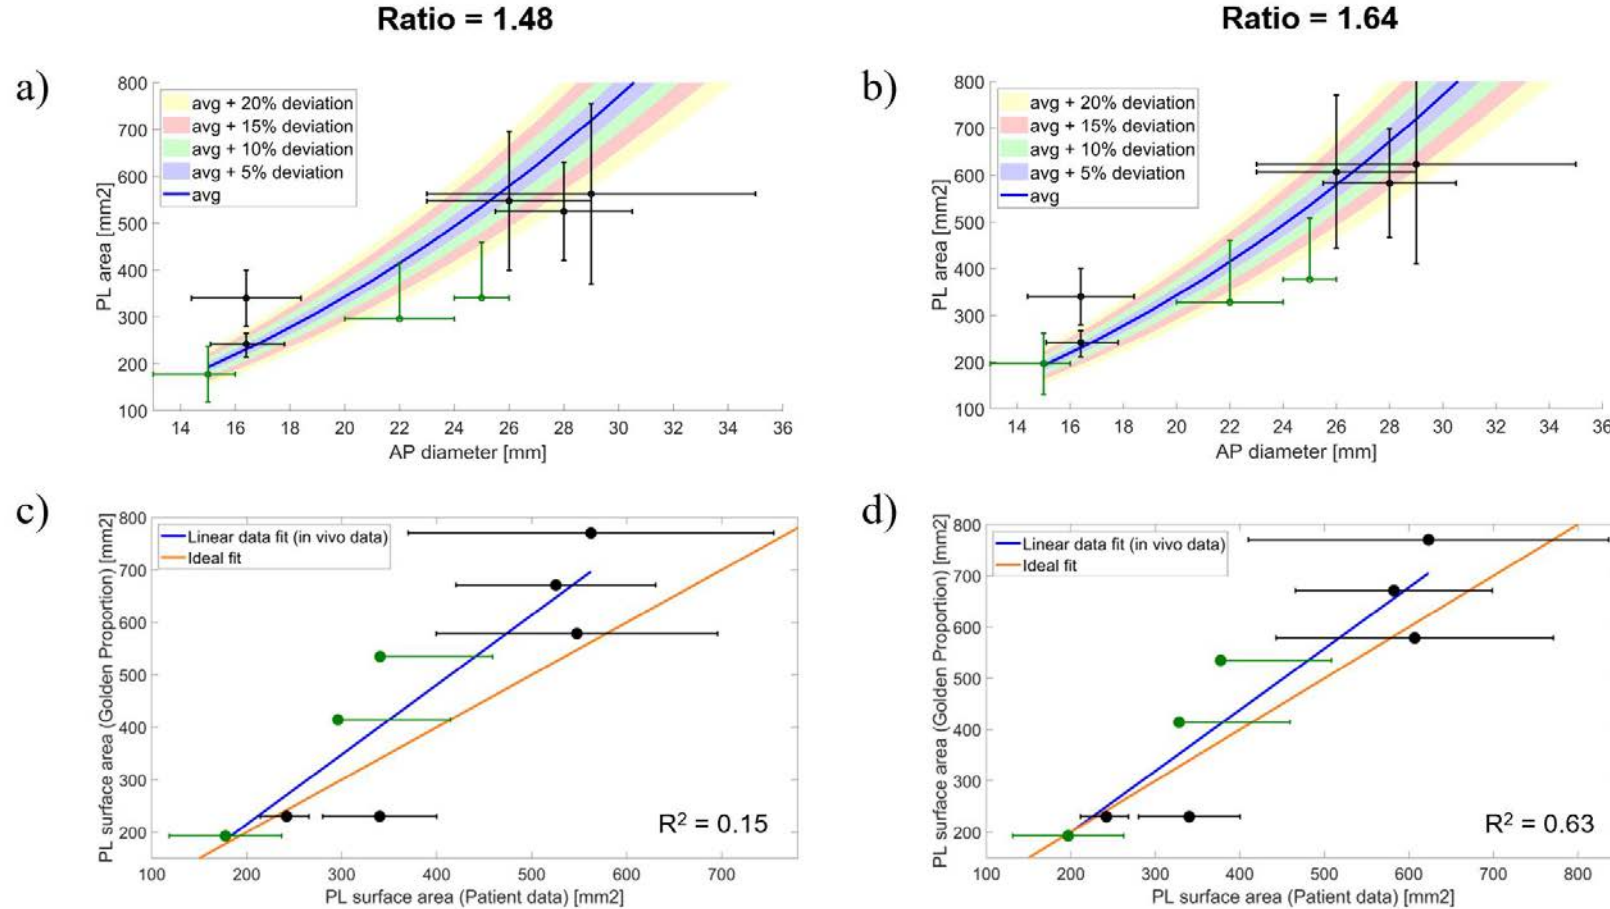 Ratio = 1.48
Ratio = 1.64
a)
800
700
600
500
400
300
200
100
PL area [mm2]
avg + 20% deviation
avg + 15% deviation
avg + 10% deviation
avg + 5% deviation
avg
14 16 18 20 22 24 26 28 30 32 34 36
AP diameter [mm]
b)
800
700
600
500
400
300
200
100
PL area [mm2]
avg + 20% deviation
avg + 15% deviation
avg + 10% deviation
avg + 5% deviation
avg
14 16 18 20 22 24 26 28 30 32 34 36
AP diameter [mm]
c)
800
700
600
500
400
300
200
PL surface area (Golden Proportion) [mm2]
Linear data fit (in vivo data)
Ideal fit
R² = 0.15
100 200 300 400 500 600 700
PL surface area (Patient data) [mm2]
d)
800
700
600
500
400
300
200
PL surface area (Golden Proportion) [mm2]
Linear data fit (in vivo data)
Ideal fit
R² = 0.63
100 200 300 400 500 600 700 800
PL surface area (Patient data) [mm2]